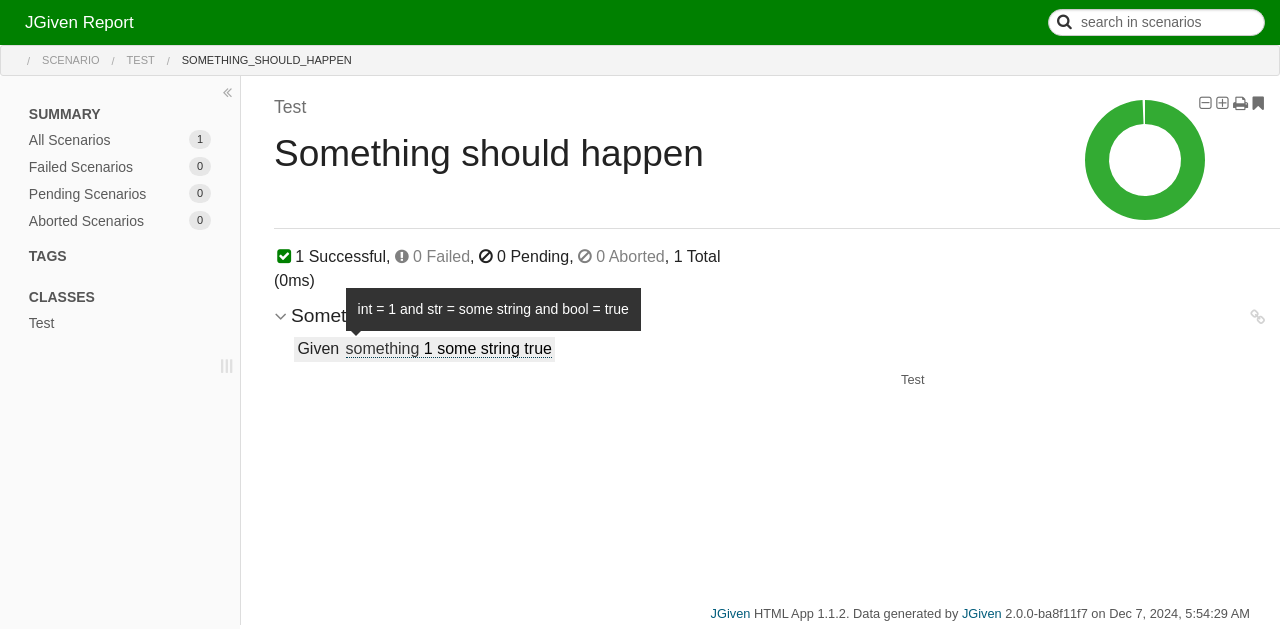 JGiven Report
search in scenarios
/ SCENARIO / TEST / SOMETHING_SHOULD_HAPPEN
SUMMARY
All Scenarios 1
Failed Scenarios 0
Pending Scenarios 0
Aborted Scenarios 0
TAGS
CLASSES
Test
Test
Something should happen
1 Successful, 0 Failed, 0 Pending, 0 Aborted, 1 Total
(0ms)
int = 1 and str = some string and bool = true
Somet
Given something 1 some string true
Test
JGiven HTML App 1.1.2. Data generated by JGiven 2.0.0-ba8f11f7 on Dec 7, 2024, 5:54:29 AM